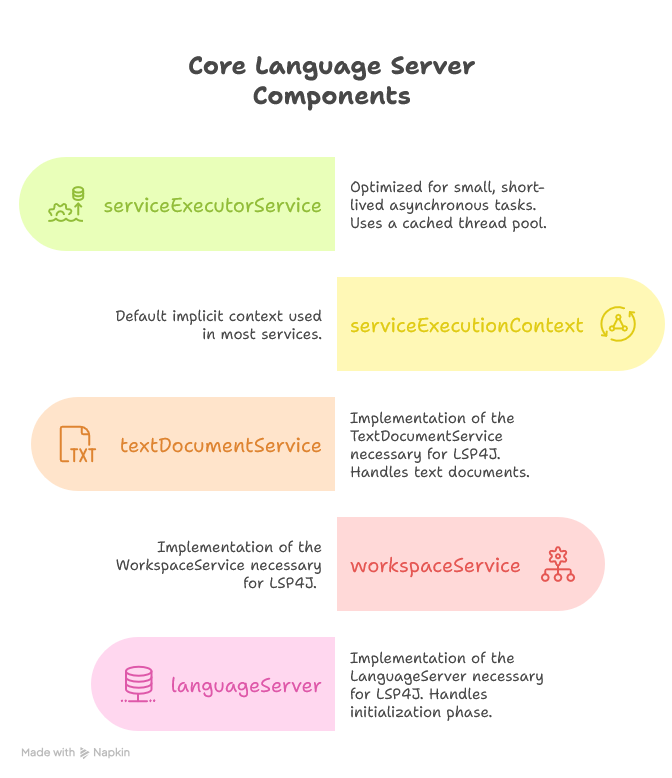 Core Language Server
Components
serviceExecutorService
Optimized for small, short-
lived asynchronous tasks.
Uses a cached thread pool.
Default implicit context used
in most services.
serviceExecutionContext
TXT
textDocumentService
Implementation of the
TextDocumentService
necessary for LSP4J.
Handles text documents.
Implementation of the
WorkspaceService necessary
for LSP4J.
workspaceService
languageServer
Implementation of the
LanguageServer necessary
for LSP4J. Handles
initialization phase.
Made with Napkin